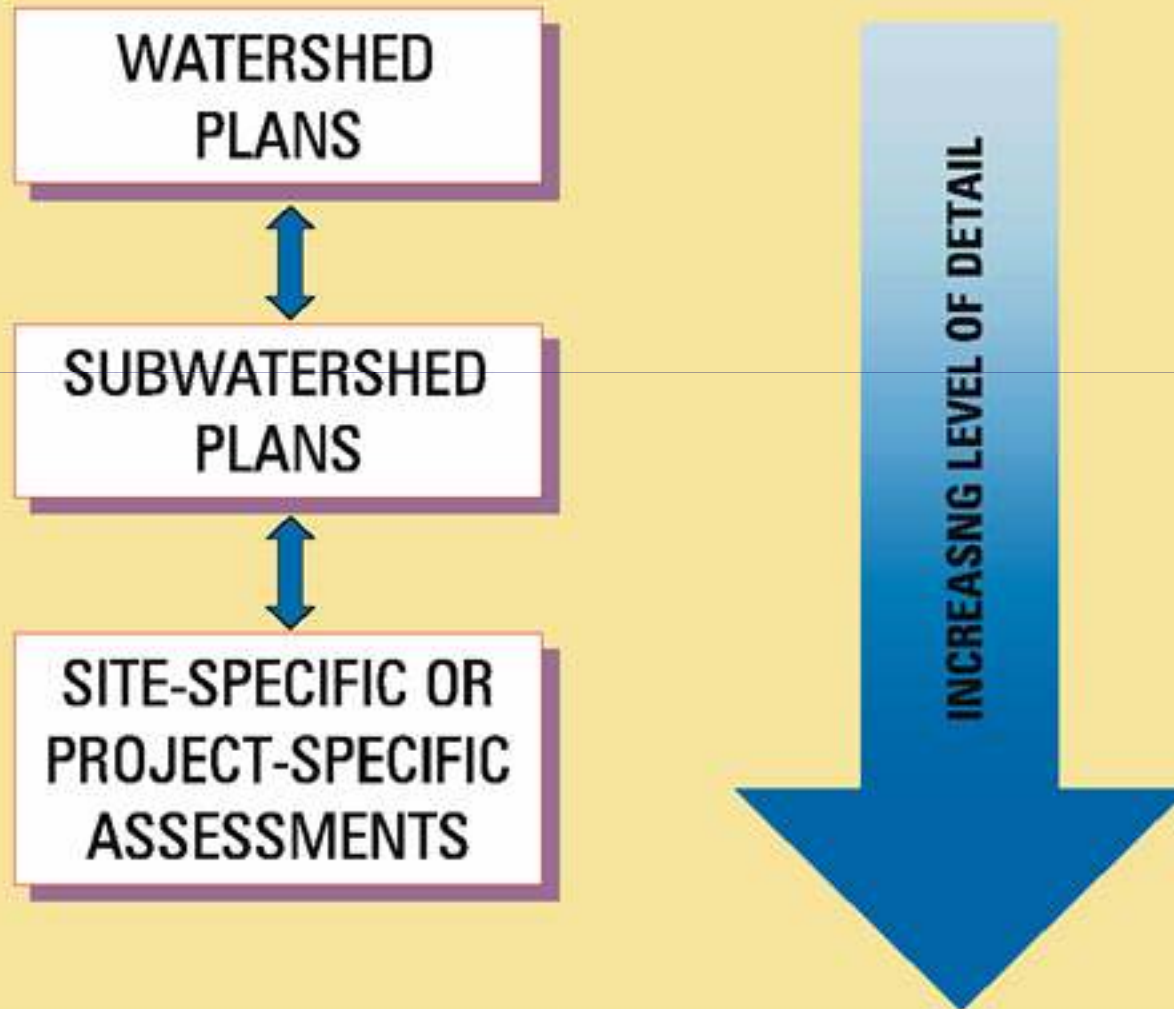 WATERSHED
PLANS
SUBWATERSHED
PLANS
SITE-SPECIFIC OR
PROJECT-SPECIFIC
ASSESSMENTS
INCREASNG LEVEL OF DETAIL